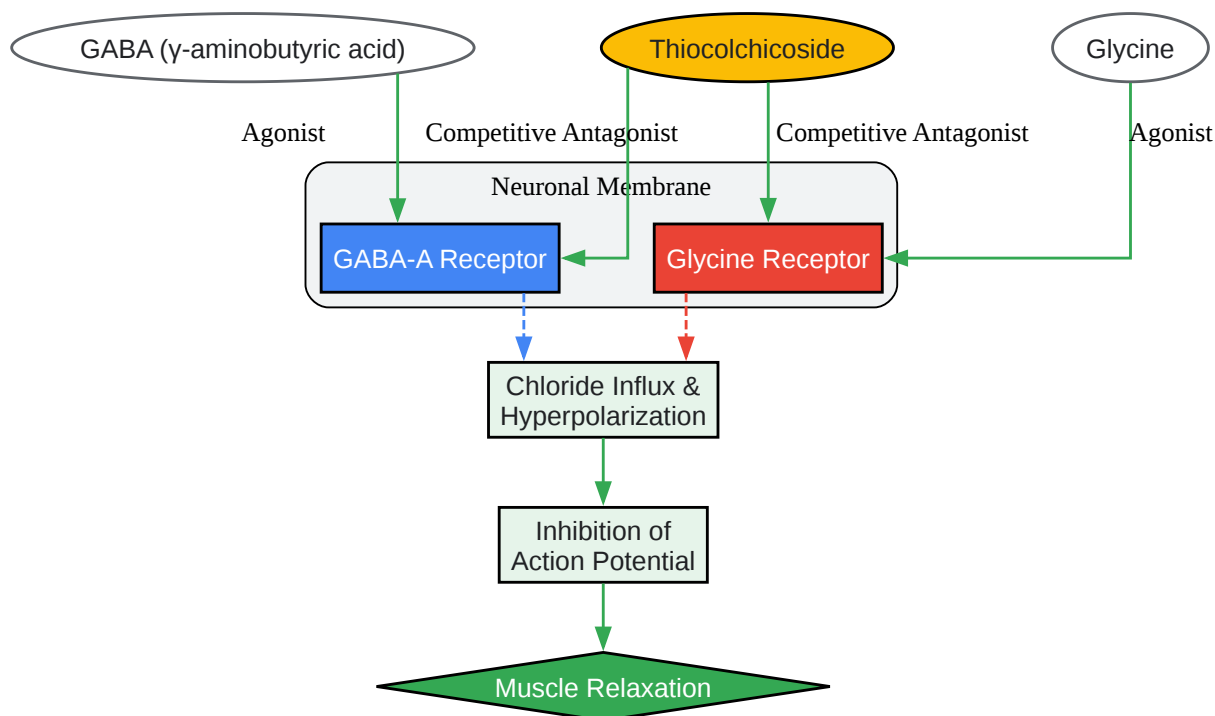 GABA (γ-aminobutyric acid)
Thiocolchicoside
Glycine
Agonist
Competitive Antagonist
Competitive Antagonist
Agonist
Neuronal Membrane
GABA-A Receptor
Glycine Receptor
Chloride Influx &
Hyperpolarization
Inhibition of
Action Potential
Muscle Relaxation